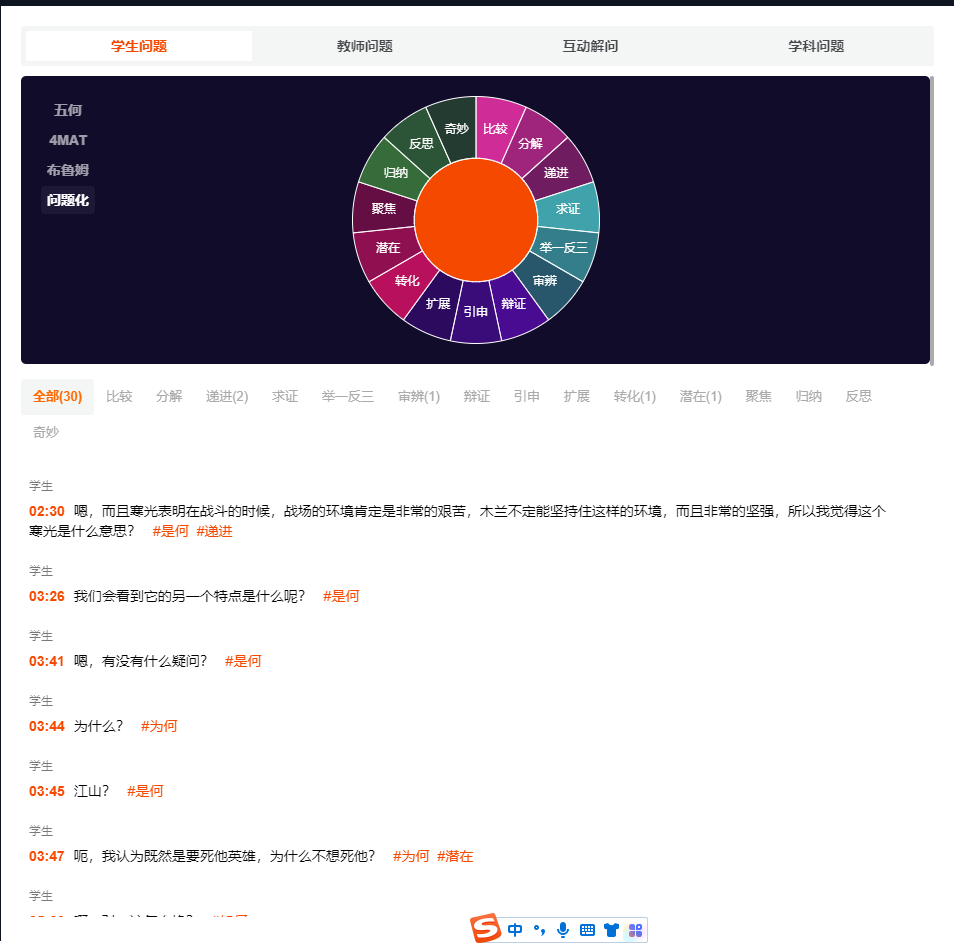 学生问题 教师问题 互动解问 学科问题
五何
4MAT
布鲁姆
问题化
奇妙 比较
反思 分解
归纳 递进
聚焦 求证
潜在 举一反三
转化 审辨
扩展 引申 辩证
全部(30) 比较 分解 递进(2) 求证 举一反三 审辨(1) 辩证 引申 扩展 转化(1) 潜在(1) 聚焦 归纳 反思
奇妙
学生
02:30 嗯，而且寒光表明在战斗的时候，战场的环境肯定是非常的艰苦，木兰不定能坚持住这样的环境，而且非常的坚强，所以我觉得这个
寒光是什么意思？ #是何 #递进
学生
03:26 我们会看到它的另一个特点是什么呢？ #是何
学生
03:41 嗯，有没有什么疑问？ #是何
学生
03:44 为什么？ #为何
学生
03:45 江山？ #是何
学生
03:47 呃，我认为既然是要死他英雄，为什么不想死他？ #为何 #潜在
学生
中